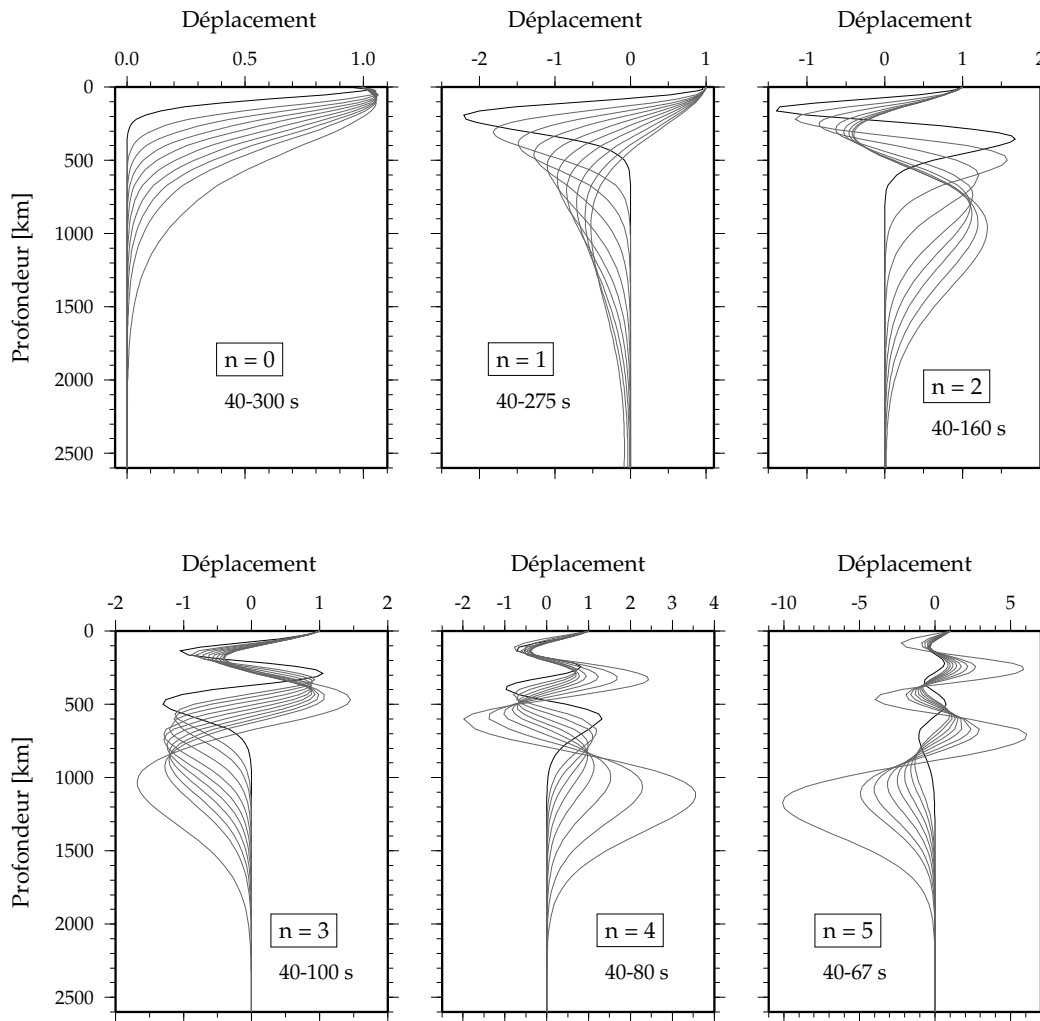 Déplacement Déplacement Déplacement
0.0 0.5 1.0 -2 -1 0 1 -1 0 1 2
Profondeur [km]
0
500
1000
1500
2000
2500
n = 0
40-300 s
n = 1
40-275 s
n = 2
40-160 s
Déplacement Déplacement Déplacement
-2 -1 0 1 2 -2 -1 0 1 2 3 4 -10 -5 0 5
Profondeur [km]
0
500
1000
1500
2000
2500
n = 3
40-100 s
n = 4
40-80 s
n = 5
40-67 s